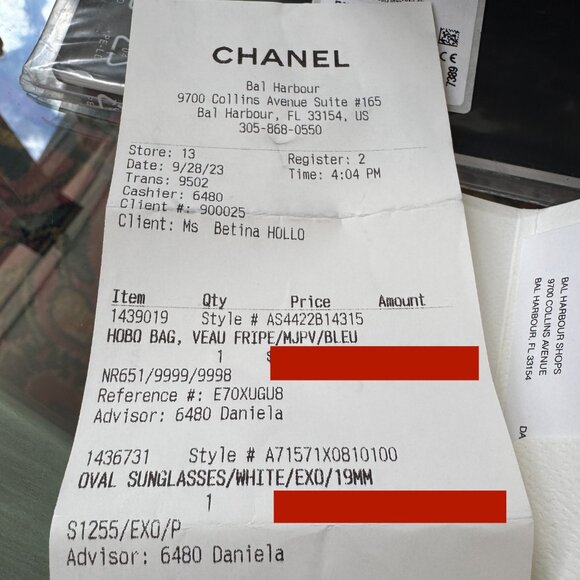 CHANEL
Bal Harbour
9700 Collins Avenue Suite #165
Bal Harbour, FL 33154, US
305-868-0550
Store: 13 Register: 2
Date: 9/28/23 Time: 4:04 PM
Trans: 9502
Cashier: 6480
Client #: 900025
Client: Ms Betina HOLLO
Item Qty Price Amount
1439019 Style # AS4422B14315
HOBO BAG, VEAU FRIPE/MJPV/BLEU
1
NR651/9999/9998
Reference #: E70XUGU8
Advisor: 6480 Daniela
1436731 Style # A71571X0810100
OVAL SUNGLASSES/WHITE/EXO/19MM
1
S1255/EXO/P
Advisor: 6480 Daniela
CE
7389
BAL HARBOUR SHOPS
9700 COLLINS AVENUE
BAL HARBOUR, FL 33154
DA